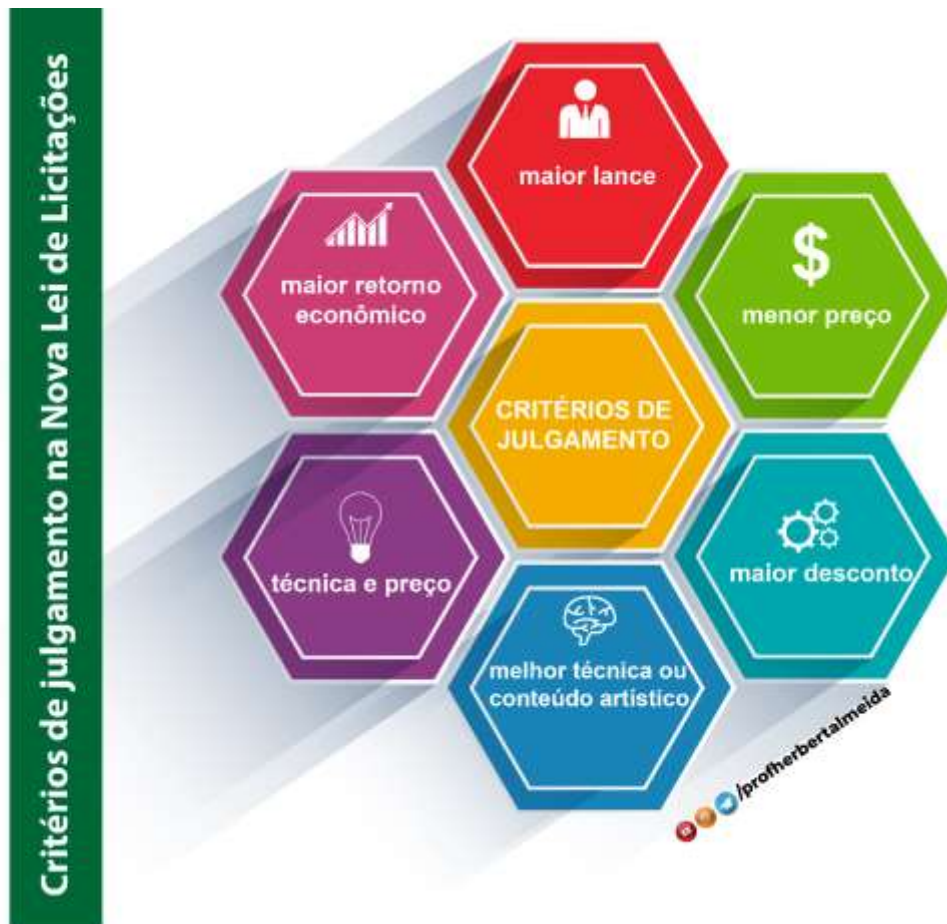 Critérios de julgamento na Nova Lei de Licitações
maior lance
maior retorno
econômico
$
menor preço
CRITÉRIOS DE
JULGAMENTO
técnica e preço
maior desconto
melhor técnica ou
conteúdo artístico
/profherbertalmeida